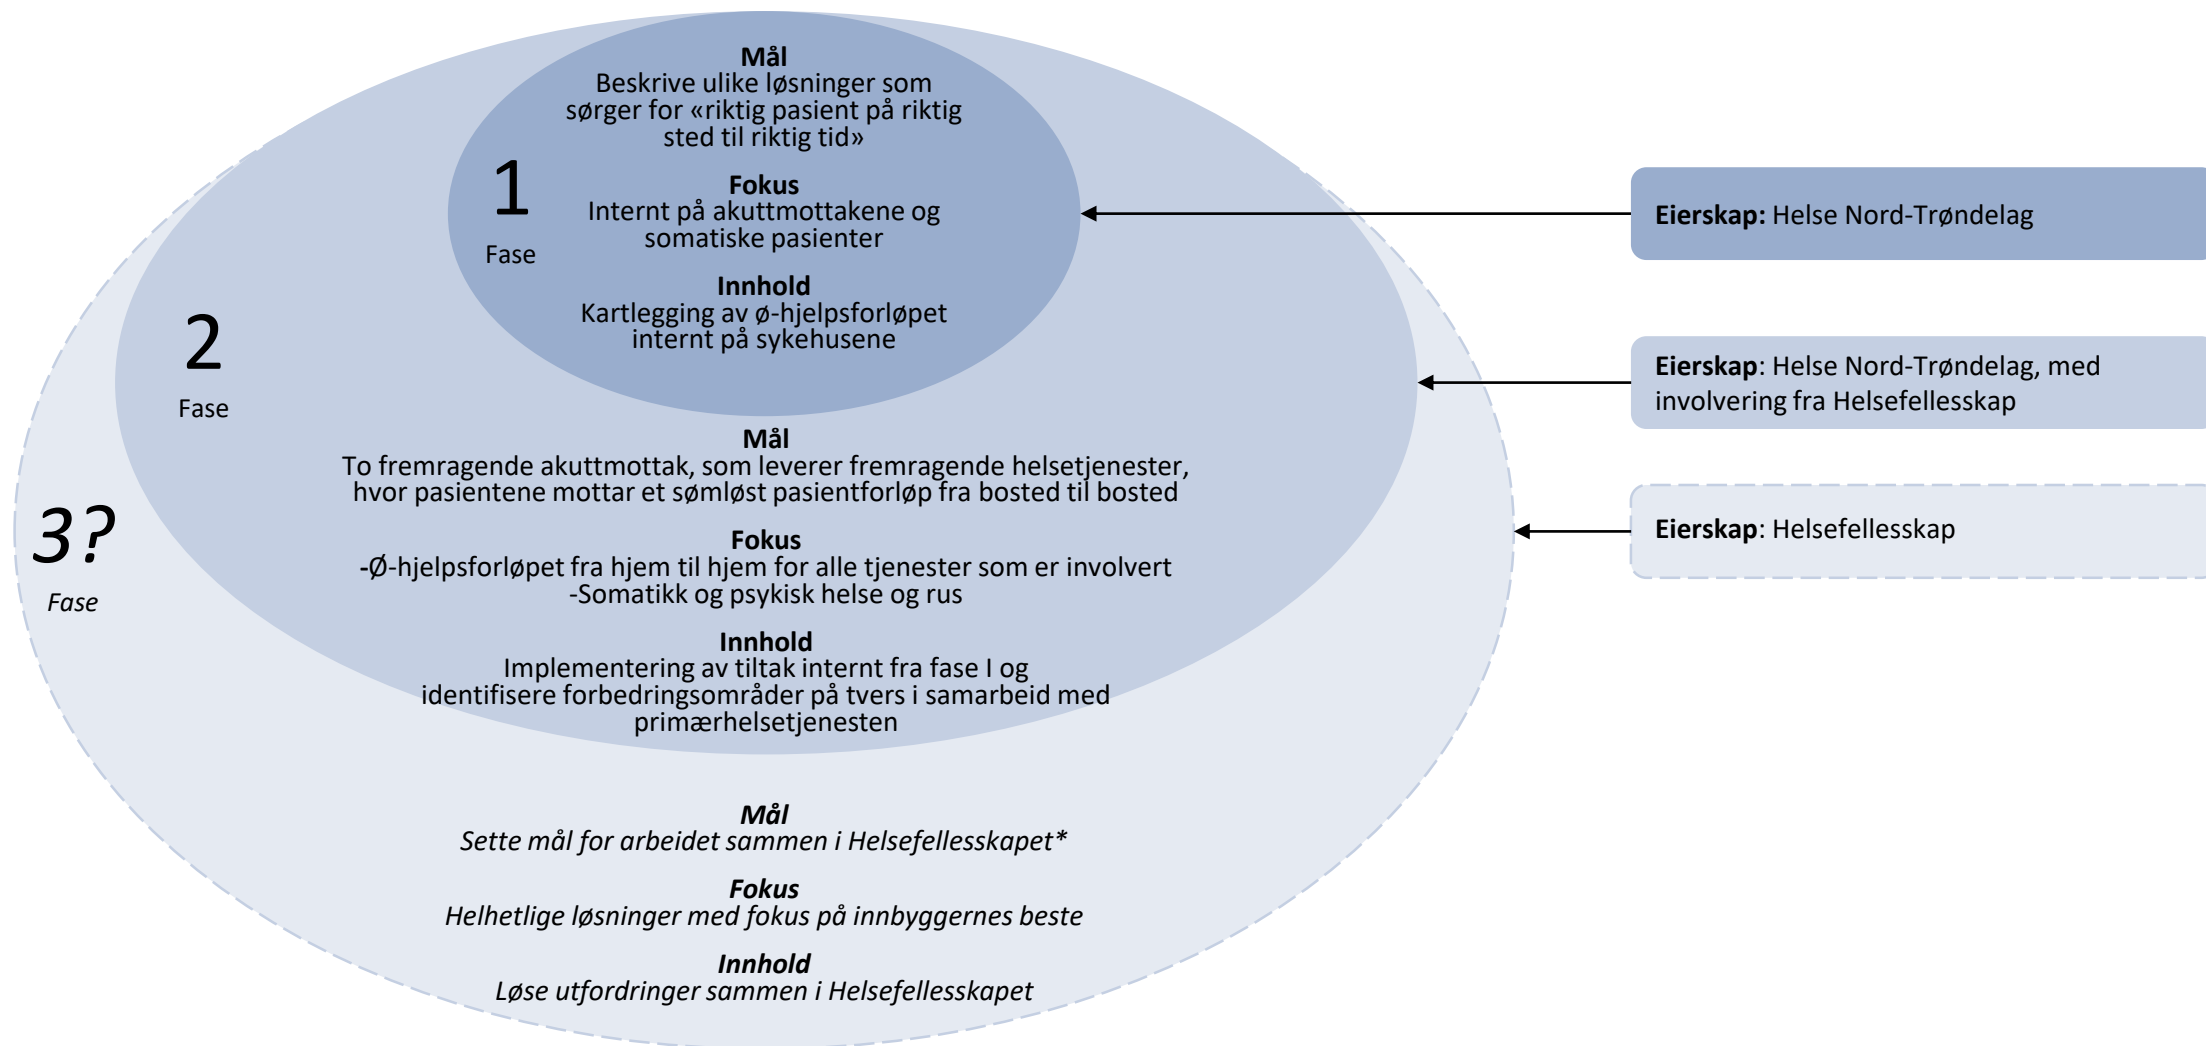 Mål
Beskrive ulike løsninger som
sørger for «riktig pasient på riktig
sted til riktig tid»
1
Fase
Fokus
Internt på akuttmottakene og
somatiske pasienter
Innhold
Kartlegging av ø-hjelpsforløpet
internt på sykehusene
Eierskap: Helse Nord-Trøndelag
2
Fase
Mål
To fremragende akuttmottak, som leverer fremragende helsetjenester,
hvor pasientene mottar et sømløst pasientforløp fra bosted til bosted
Fokus
-Ø-hjelpsforløpet fra hjem til hjem for alle tjenester som er involvert
-Somatikk og psykisk helse og rus
Innhold
Implementering av tiltak internt fra fase I og
identifisere forbedringsområder på tvers i samarbeid med
primærhelsetjenesten
Eierskap: Helse Nord-Trøndelag, med
involvering fra Helsefellesskap
3?
Fase
Mål
Sette mål for arbeidet sammen i Helsefellesskapet*
Fokus
Helhetlige løsninger med fokus på innbyggernes beste
Innhold
Løse utfordringer sammen i Helsefellesskapet
Eierskap: Helsefellesskap